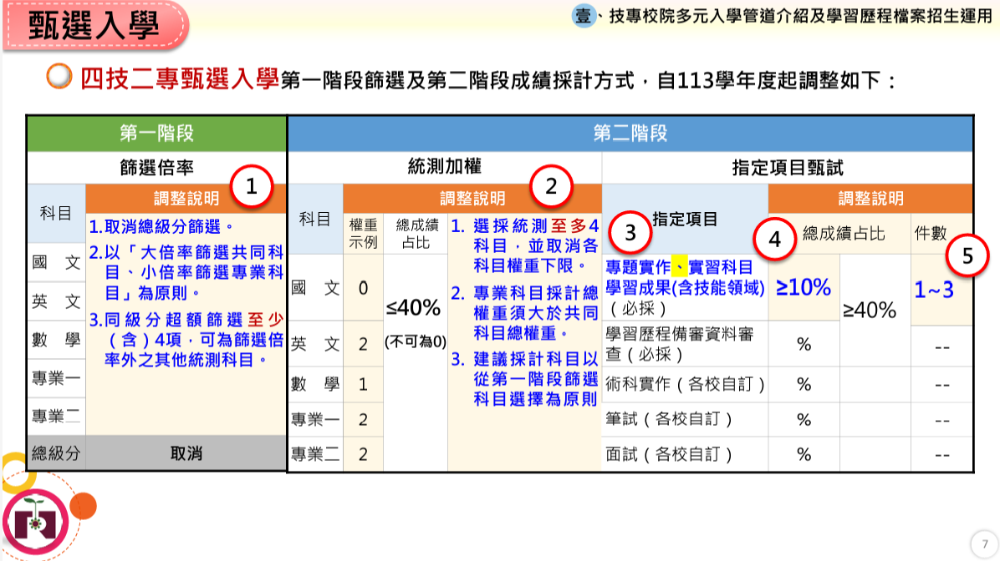 甄選入學
壹、技專校院多元入學管道介紹及學習歷程檔案招生運用
四技二專甄選入學第一階段篩選及第二階段成績採計方式，自113學年度起調整如下：
第一階段
第二階段
篩選倍率
統測加權
指定項目甄試
1
2
3
4
5
科目
調整說明
國 文
英 文
數 學
專業一
專業二
總級分
1.取消總級分篩選。
2.以「大倍率篩選共同科
目、小倍率篩選專業科
目」為原則。
3.同級分超額篩選至少
（含）4項，可為篩選倍
率外之其他統測科目。
取消
科目
調整說明
權重
示例
總成績
占比
國 文 0
英 文 2
數 學 1
專業一 2
專業二 2
≤40%
(不可為0)
1. 選採統測至多4
科目，並取消各
科目權重下限。
2. 專業科目採計總
權重須大於共同
科目總權重。
3. 建議採計科目以
從第一階段篩選
科目選擇為原則
指定項目
調整說明
總成績占比
件數
專題實作、實習科目
學習成果(含技能領域)
（必採）
≥10%
≥40%
1~3
學習歷程備審資料審
查（必採）
%
--
術科實作（各校自訂） % --
筆試（各校自訂） % --
面試（各校自訂） % --
7